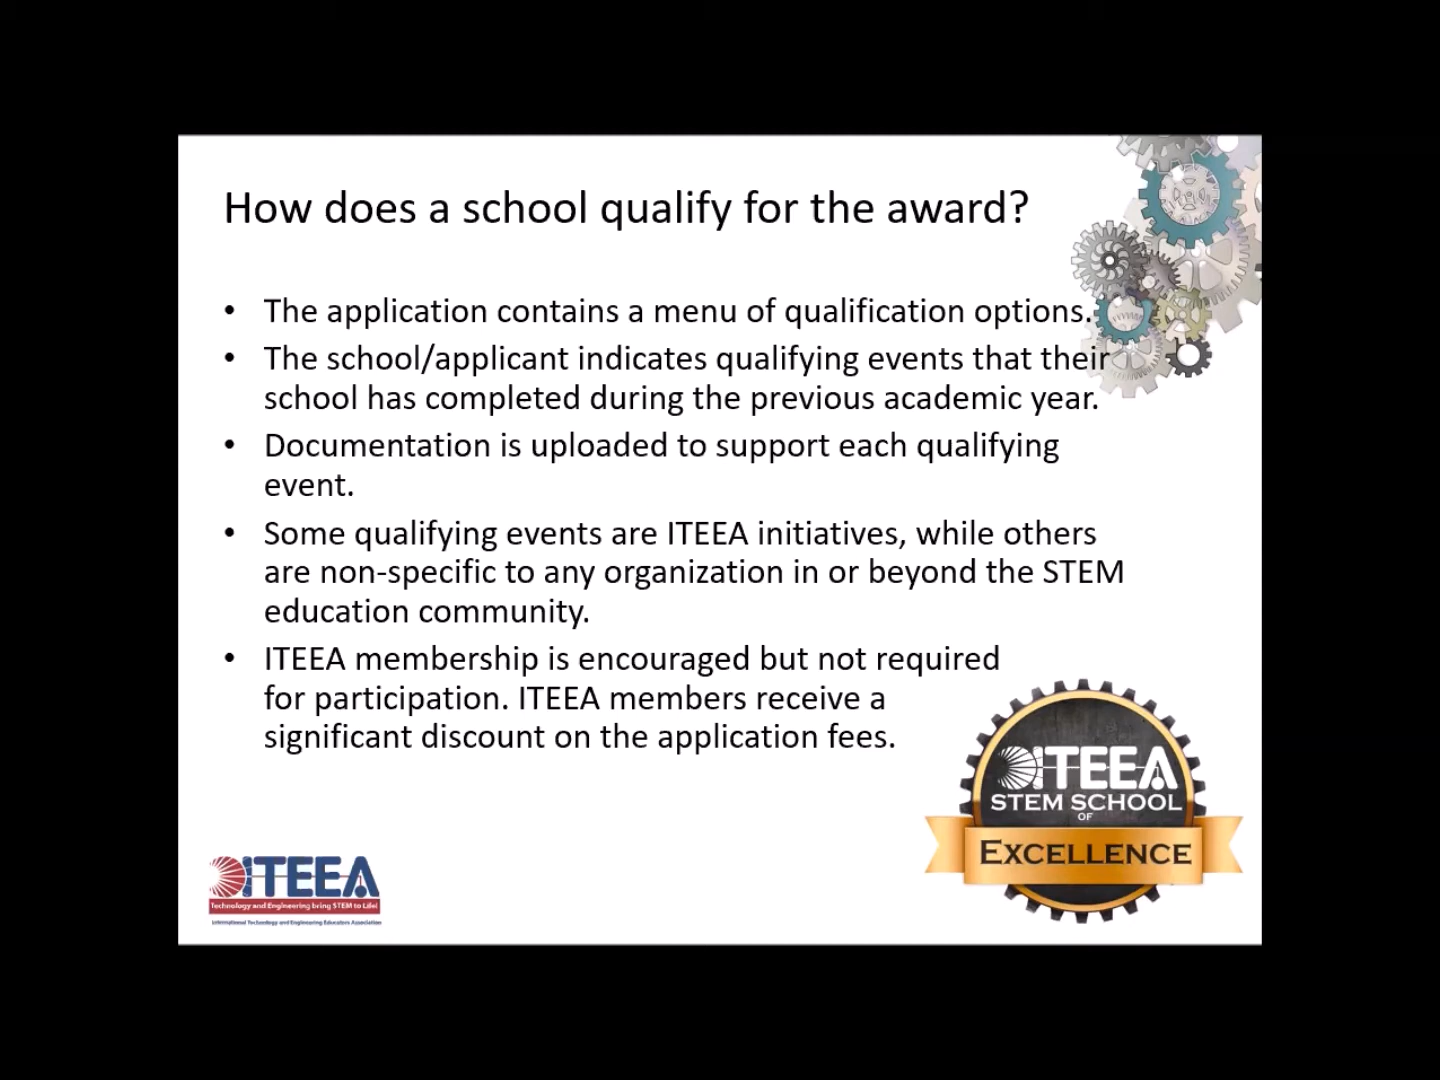 How does a school qualify for the award?
• The application contains a menu of qualification options.
• The school/applicant indicates qualifying events that their
school has completed during the previous academic year.
• Documentation is uploaded to support each qualifying
event.
• Some qualifying events are ITEEA initiatives, while others
are non-specific to any organization in or beyond the STEM
education community.
• ITEEA membership is encouraged but not required
for participation. ITEEA members receive a
significant discount on the application fees.
ITEEA
STEM SCHOOL
OF
EXCELLENCE
ITEEA
Technology and Engineering bring STEM to Life!
International Technology and Engineering Educators Association